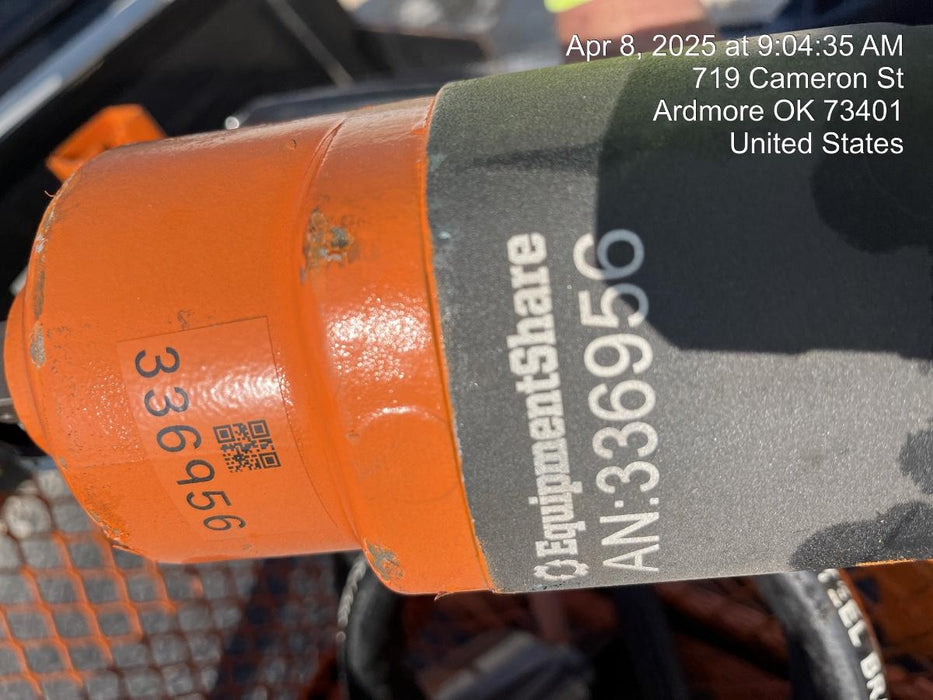 Apr 8, 2025 at 9:04:35 AM
719 Cameron St
Ardmore OK 73401
United States
EquipmentShare
AN:336956
336956